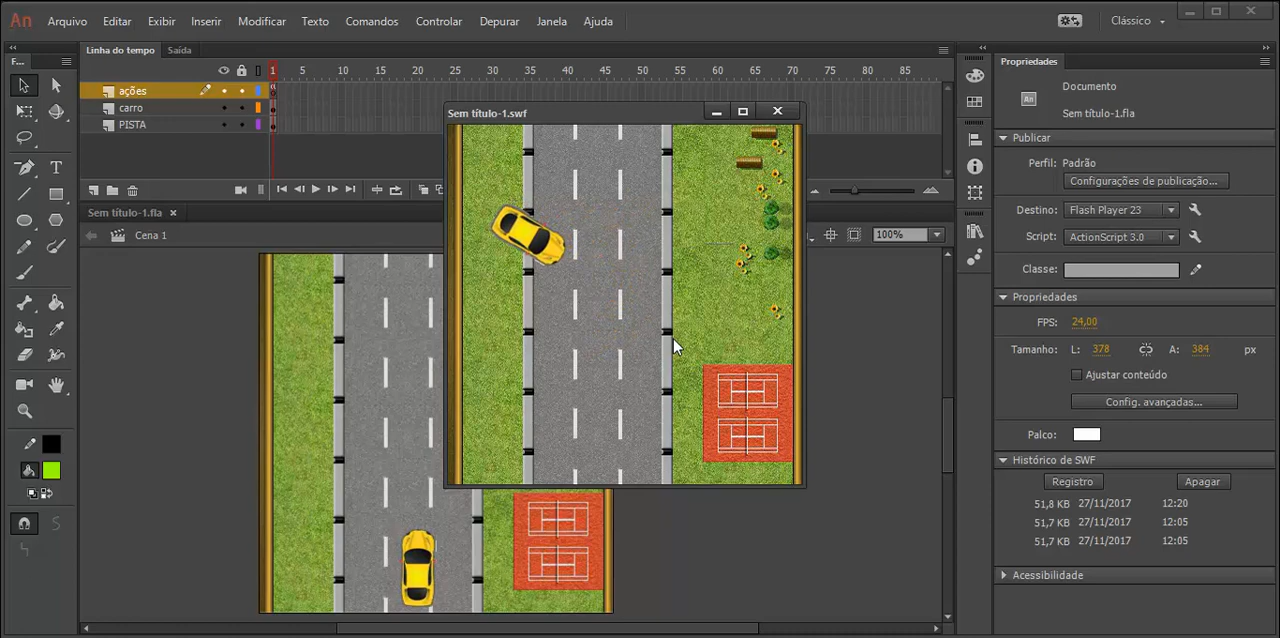 An Arquivo Editar Exibir Inserir Modificar Texto Comandos Controlar Depurar Janela Ajuda Clássico
F...
Linha do tempo Saída
1 5 10 15 20 25 30 35 40 45 50 55 60 65 70 75 80 85
ações
carro
PISTA
Sem título-1.swf
Sem título-1.fla
Cena 1
100%
Propriedades
Documento
An
Sem título-1.fla
Publicar
Perfil: Padrão
Configurações de publicação...
Destino: Flash Player 23
Script: ActionScript 3.0
Classe:
Propriedades
FPS: 24,00
Tamanho: L: 378 A: 384 px
Ajustar conteúdo
Config. avançadas...
Palco:
Histórico de SWF
Registro Apagar
51,8 KB 27/11/2017 12:20
51,7 KB 27/11/2017 12:05
51,7 KB 27/11/2017 12:05
Acessibilidade